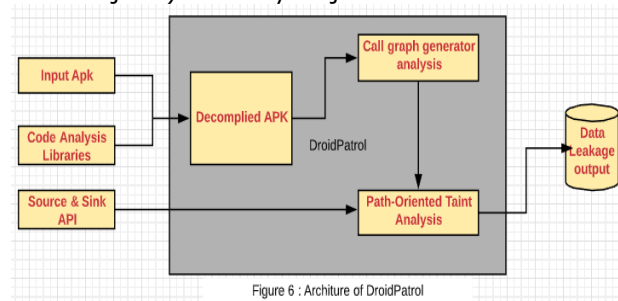 Input Apk
Code Analysis
Libraries
Source & Sink
API
Decomplied APK
DroidPatrol
Call graph generator
analysis
Path-Oriented Taint
Analysis
Data
Leakage
output
Figure 6 : Architure of DroidPatrol